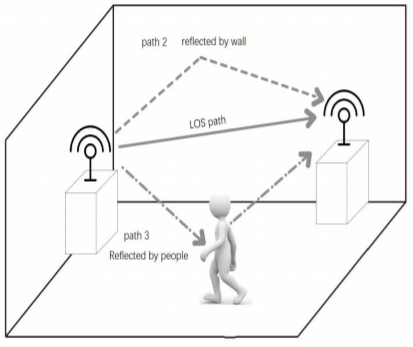 path 2 reflected by wall
LOS path
path 3
Reflected by people